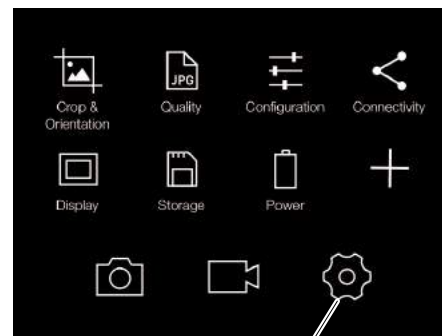 JPG
Crop &
Orientation
Quality
Configuration
Connectivity
Display
Storage
Power